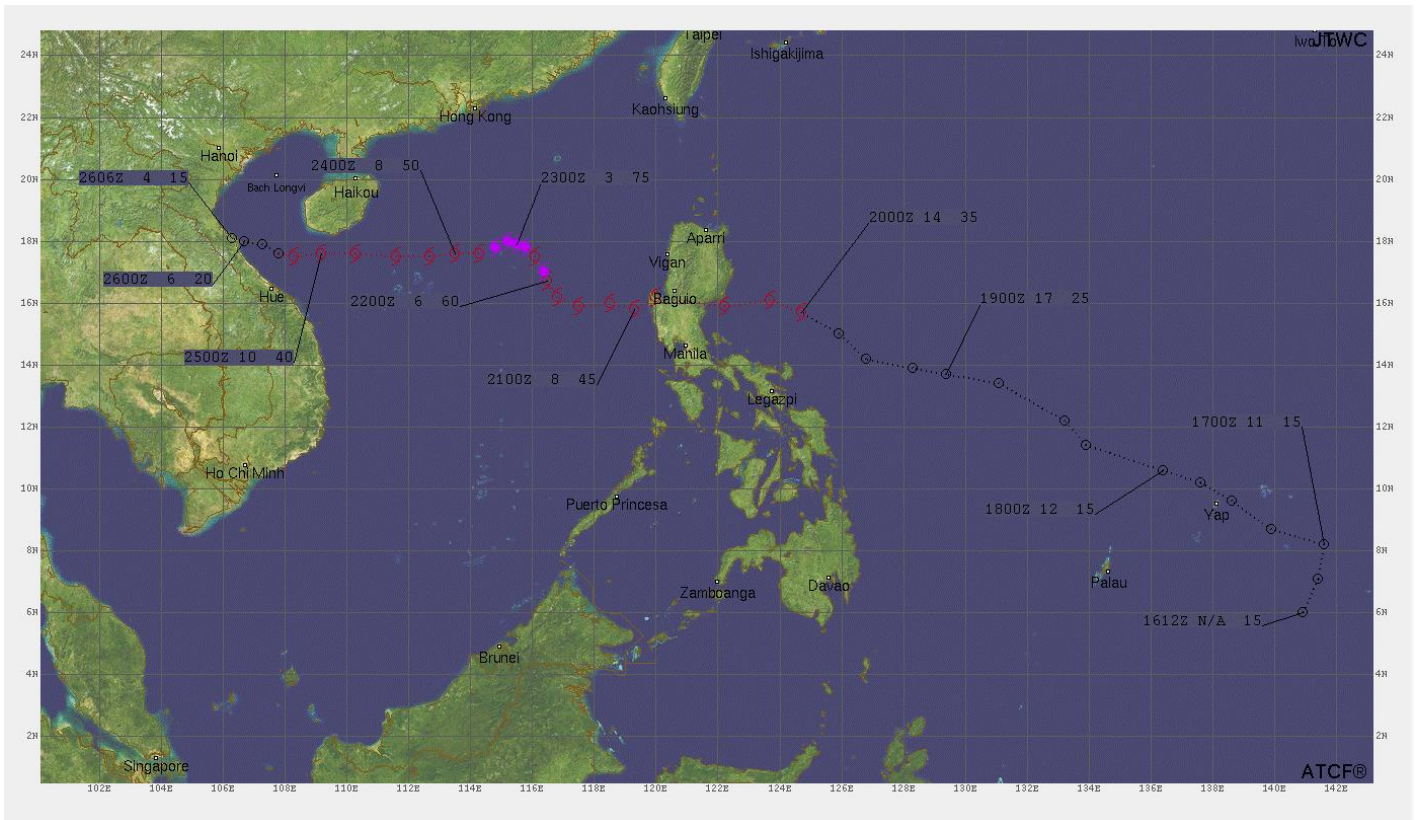 Taipei
JTWC
24N
Ishigakijima
24N
Kaohsiung
22N
Hong Kong
22N
Hanoi
2400Z 8 50
2606Z 4 15
2300Z 3 75
20N
Bach Longvi
Haikou
20N
2000Z 14 35
18N
Aparri
18N
Vigan
2600Z 6 20
Hue
2200Z 6 60
Baguio
1900Z 17 25
16N
16N
2500Z 10 40
Manila
14N
14N
2100Z 8 45
Legazpi
12N
1700Z 11 15
12N
Ho Chi Minh
10N
Puerto Princesa
1800Z 12 15
Yap
10N
8N
8N
Zamboanga
Davao
Palau
6N
1612Z N/A 15
6N
Brunei
4N
4N
2N
2N
Singapore
ATCF®
102E 104E 106E 108E 110E 112E 114E 116E 118E 120E 122E 124E 126E 128E 130E 132E 134E 136E 138E 140E 142E